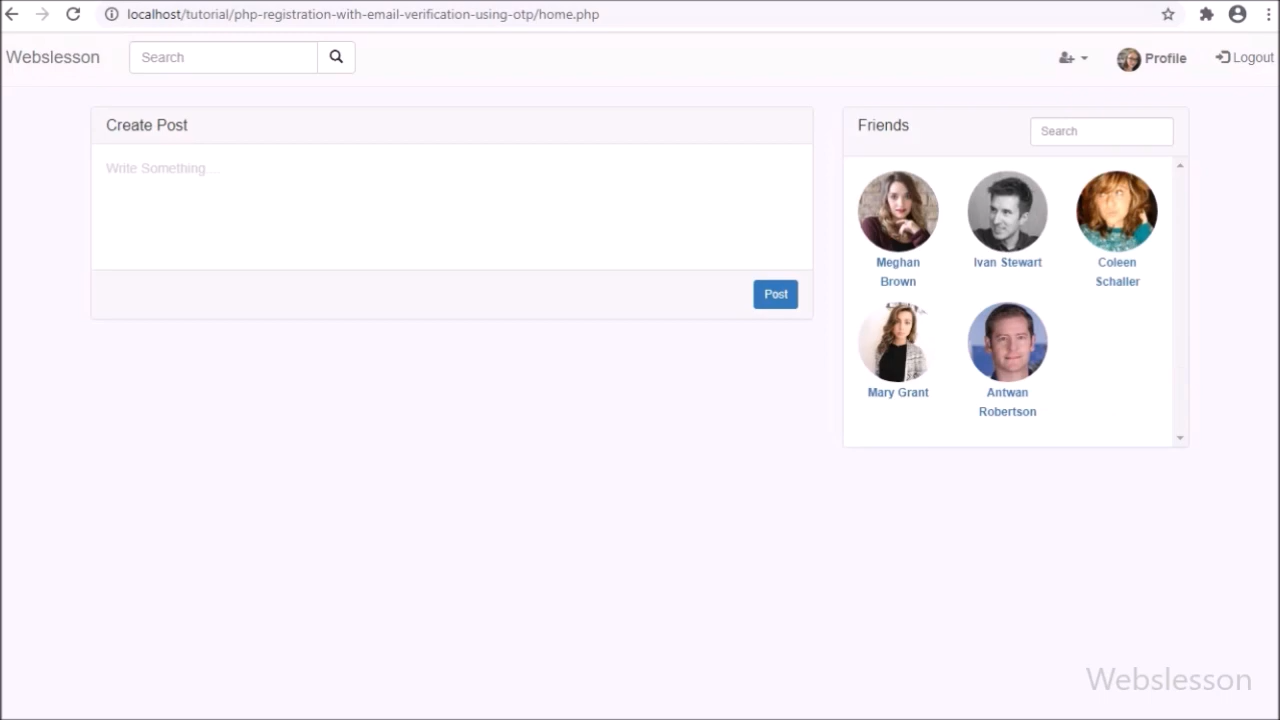 localhost/tutorial/php-registration-with-email-verification-using-otp/home.php
Webslesson
Search
Profile
Logout
Create Post
Write Something...
Post
Friends
Search
Meghan
Brown
Ivan Stewart
Coleen
Schaller
Mary Grant
Antwan
Robertson
Webslesson